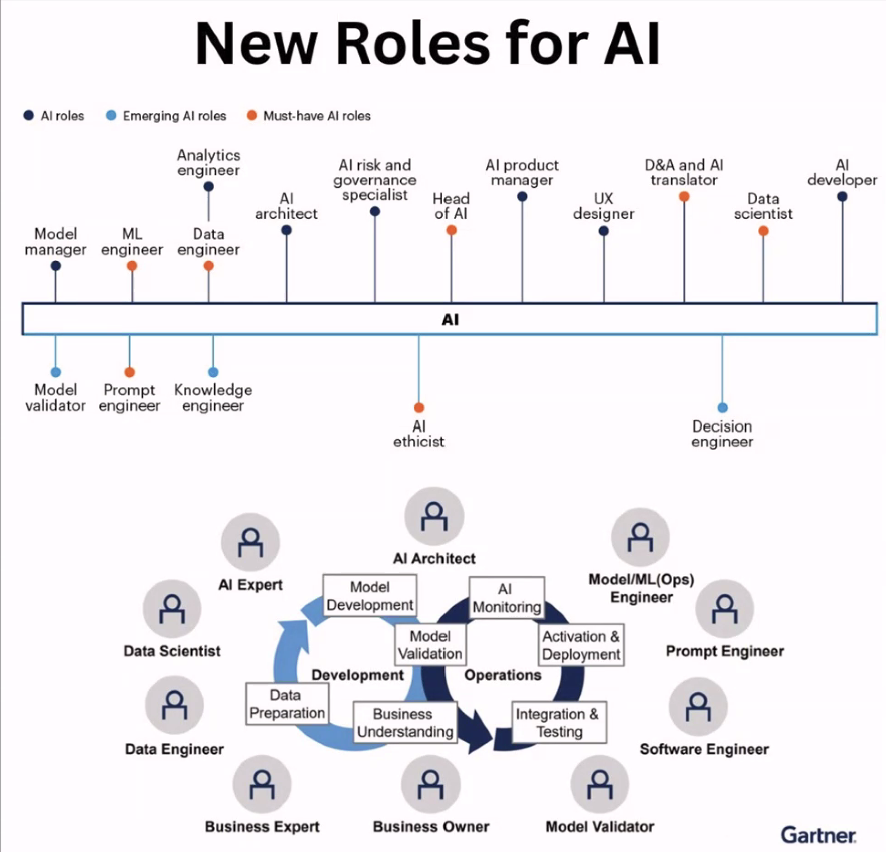 New Roles for AI
AI roles
Emerging AI roles
Must-have AI roles
Analytics
engineer
AI risk and
governance
specialist
AI product
manager
D&A and AI
translator
AI
developer
AI
architect
Head
of AI
UX
designer
Data
scientist
Model
manager
ML
engineer
Data
engineer
AI
Model
validator
Prompt
engineer
Knowledge
engineer
AI
ethicist
Decision
engineer
AI Architect
AI Expert
Model/ML(Ops)
Engineer
Data Scientist
Prompt Engineer
Model
Development
AI
Monitoring
Model
Validation
Activation &
Deployment
Development
Operations
Data
Preparation
Business
Understanding
Integration &
Testing
Data Engineer
Software Engineer
Business Expert
Business Owner
Model Validator
Gartner.